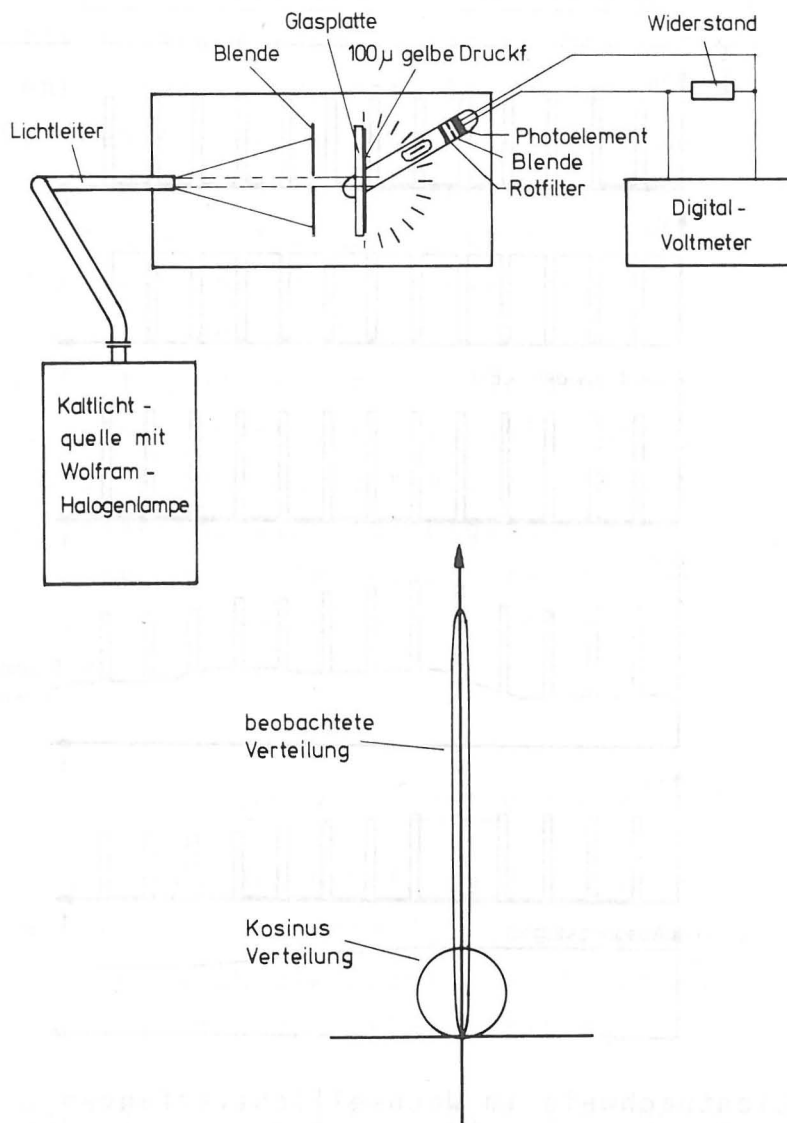 Glasplatte
Widerstand
Blende
100µ gelbe Druckf.
Lichtleiter
Photoelement
Blende
Rotfilter
Digital-
Voltmeter
Kaltlicht-
quelle mit
Wolfram-
Halogenlampe
beobachtete
Verteilung
Kosinus
Verteilung